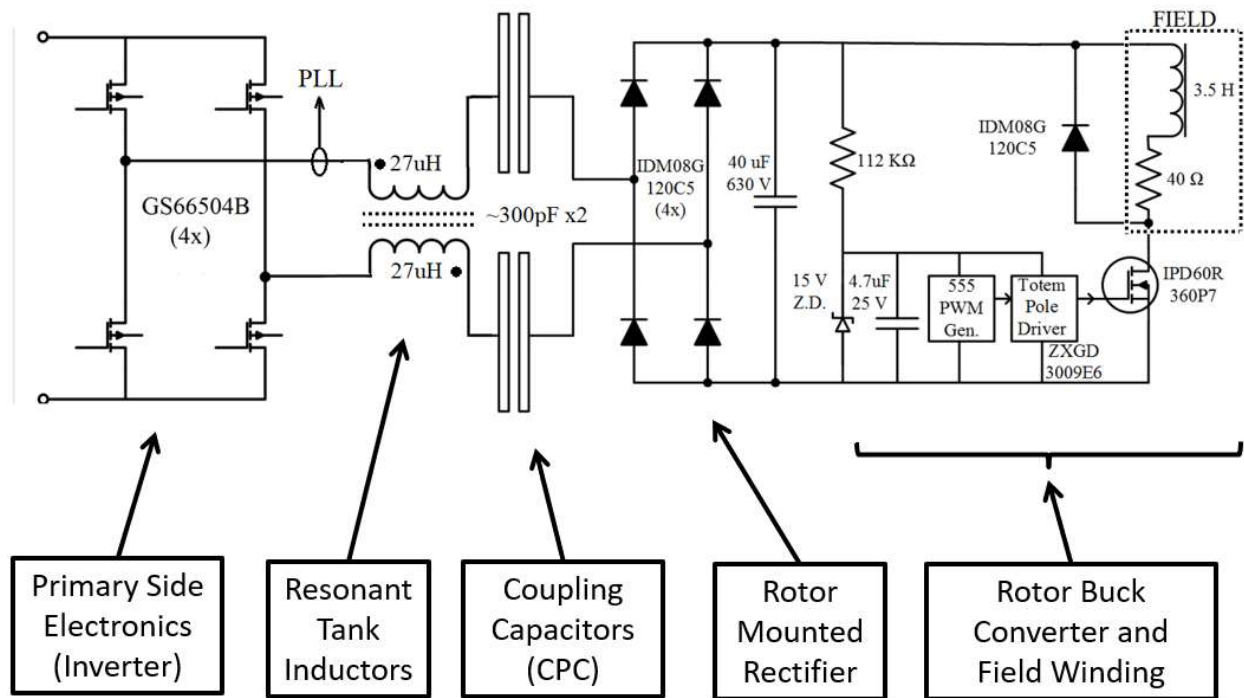 FIELD
PLL
27uH
27uH
GS66504B
(4x)
~300pF x2
IDM08G
120C5
(4x)
40 uF
630 V
112 KΩ
IDM08G
120C5
3.5 H
40 Ω
15 V
Z.D.
4.7uF
25 V
555
PWM
Gen.
Totem
Pole
Driver
ZXGD
3009E6
IPD60R
360P7
Primary Side
Electronics
(Inverter)
Resonant
Tank
Inductors
Coupling
Capacitors
(CPC)
Rotor
Mounted
Rectifier
Rotor Buck
Converter and
Field Winding